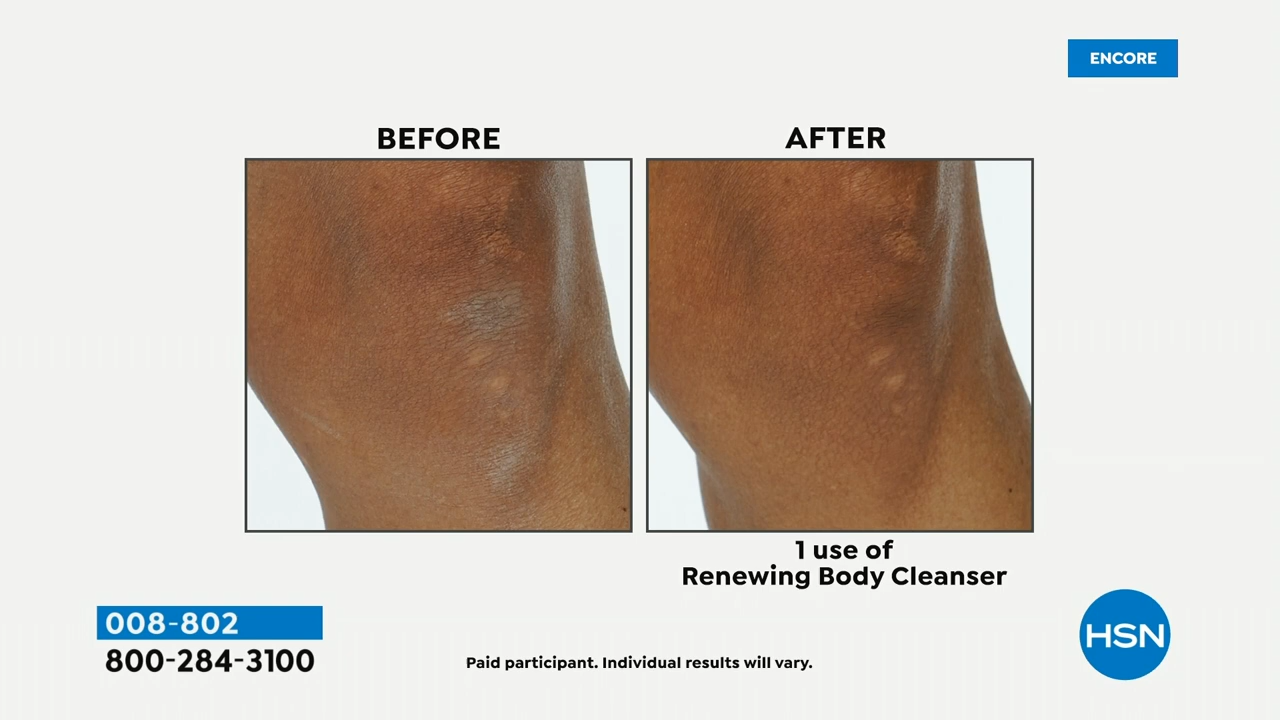 ENCORE
BEFORE
AFTER
1 use of
Renewing Body Cleanser
008-802
800-284-3100
Paid participant. Individual results will vary.
HSN